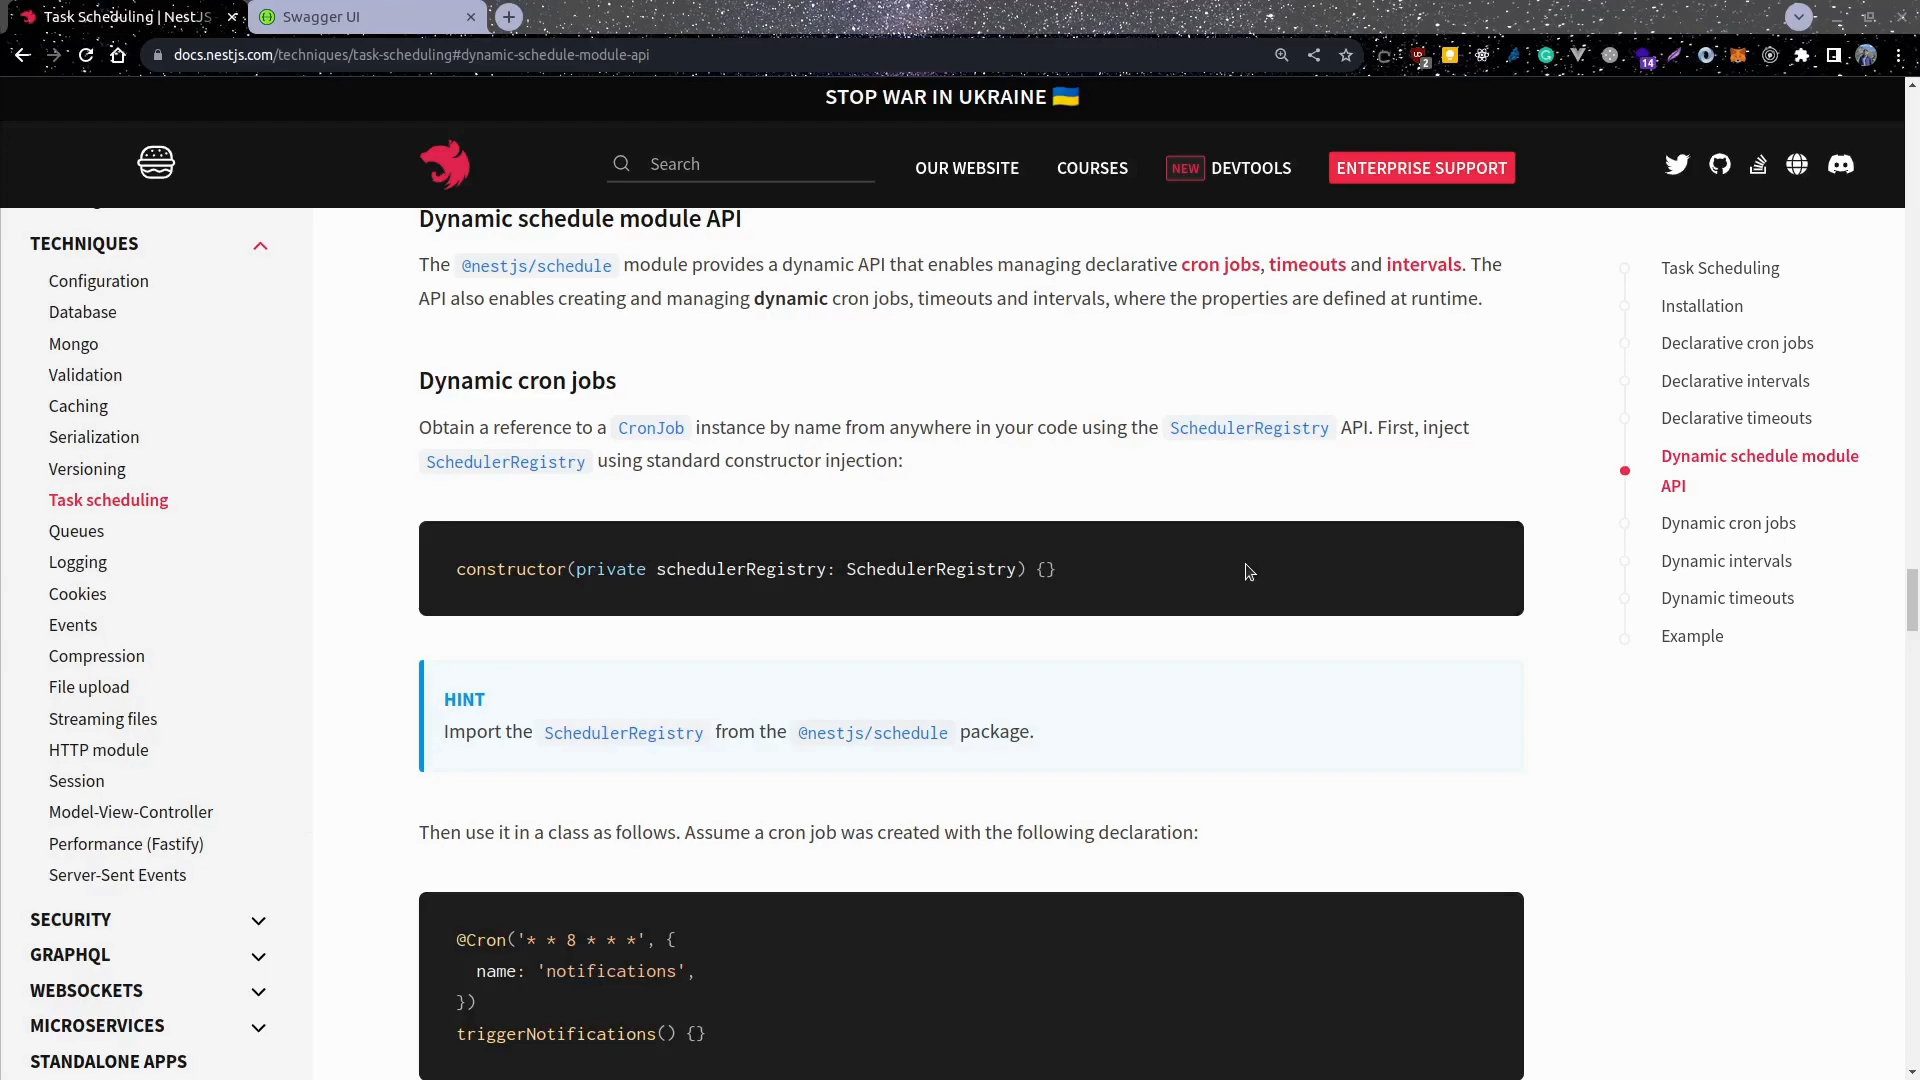 Task Scheduling | NestJS
Swagger UI
docs.nestjs.com/techniques/task-scheduling#dynamic-schedule-module-api
2
14
STOP WAR IN UKRAINE 🇺🇦
Search
OUR WEBSITE
COURSES
NEW DEVTOOLS
ENTERPRISE SUPPORT
TECHNIQUES
Configuration
Database
Mongo
Validation
Caching
Serialization
Versioning
Task scheduling
Queues
Logging
Cookies
Events
Compression
File upload
Streaming files
HTTP module
Session
Model-View-Controller
Performance (Fastify)
Server-Sent Events
SECURITY
GRAPHQL
WEBSOCKETS
MICROSERVICES
STANDALONE APPS
Dynamic schedule module API
The @nestjs/schedule module provides a dynamic API that enables managing declarative cron jobs, timeouts and intervals. The
API also enables creating and managing dynamic cron jobs, timeouts and intervals, where the properties are defined at runtime.
Dynamic cron jobs
Obtain a reference to a CronJob instance by name from anywhere in your code using the SchedulerRegistry API. First, inject
SchedulerRegistry using standard constructor injection:
constructor(private schedulerRegistry: SchedulerRegistry) {}
HINT
Import the SchedulerRegistry from the @nestjs/schedule package.
Then use it in a class as follows. Assume a cron job was created with the following declaration:
@Cron('* * 8 * * *', {
name: 'notifications',
})
triggerNotifications() {}
Task Scheduling
Installation
Declarative cron jobs
Declarative intervals
Declarative timeouts
Dynamic schedule module
API
Dynamic cron jobs
Dynamic intervals
Dynamic timeouts
Example